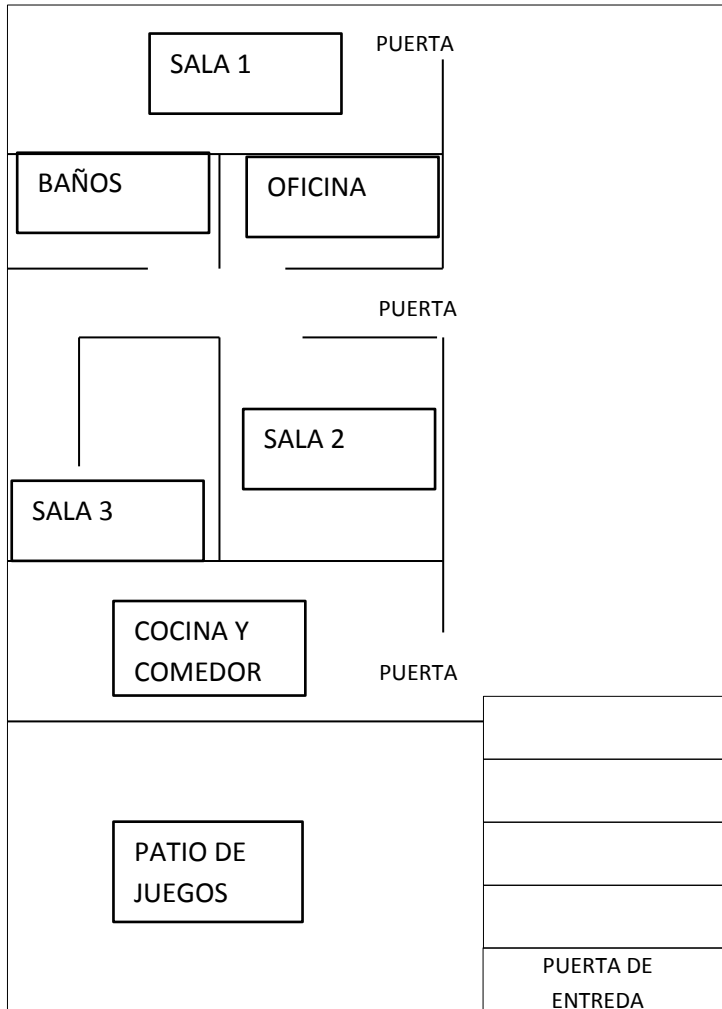 PUERTA
SALA 1
BAÑOS
OFICINA
PUERTA
SALA 2
SALA 3
COCINA Y
COMEDOR
PUERTA
PATIO DE
JUEGOS
PUERTA DE
ENTREDA